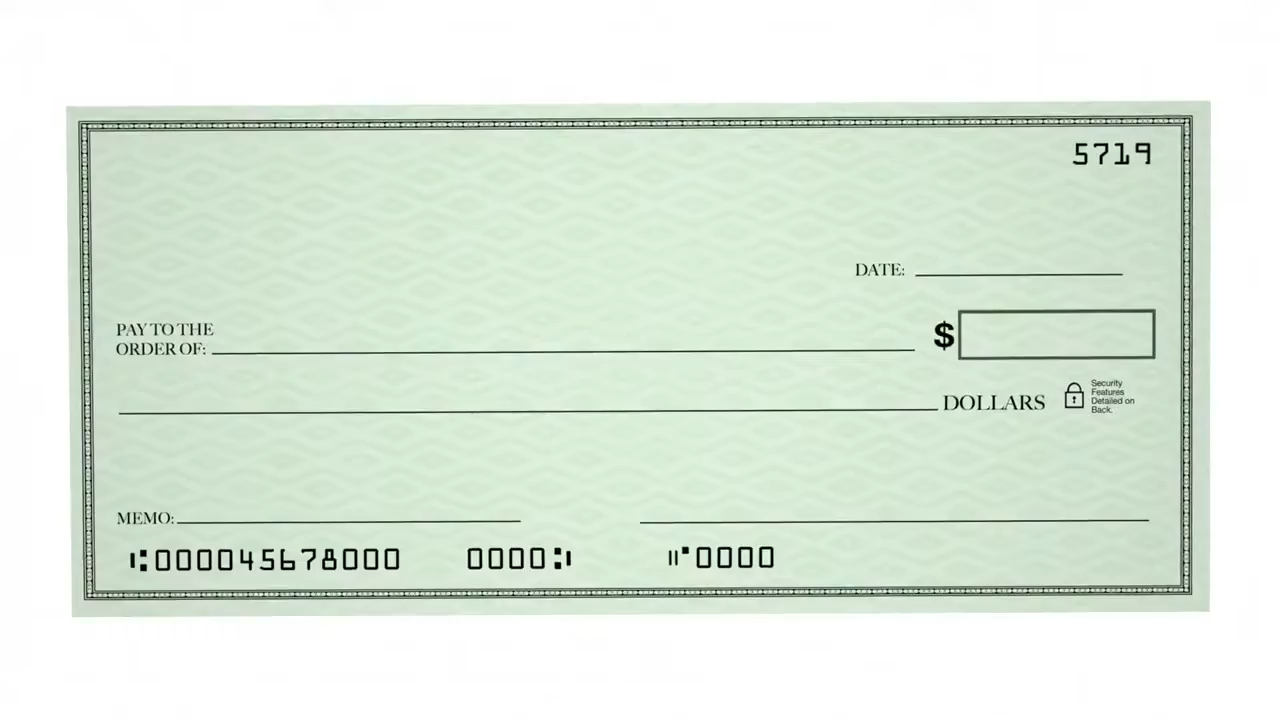 5719
DATE:
PAY TO THE
ORDER OF:
$
DOLLARS
Security
Features
Detailed on
Back.
MEMO:
⑆000045678000 0000⑆ ⑈0000